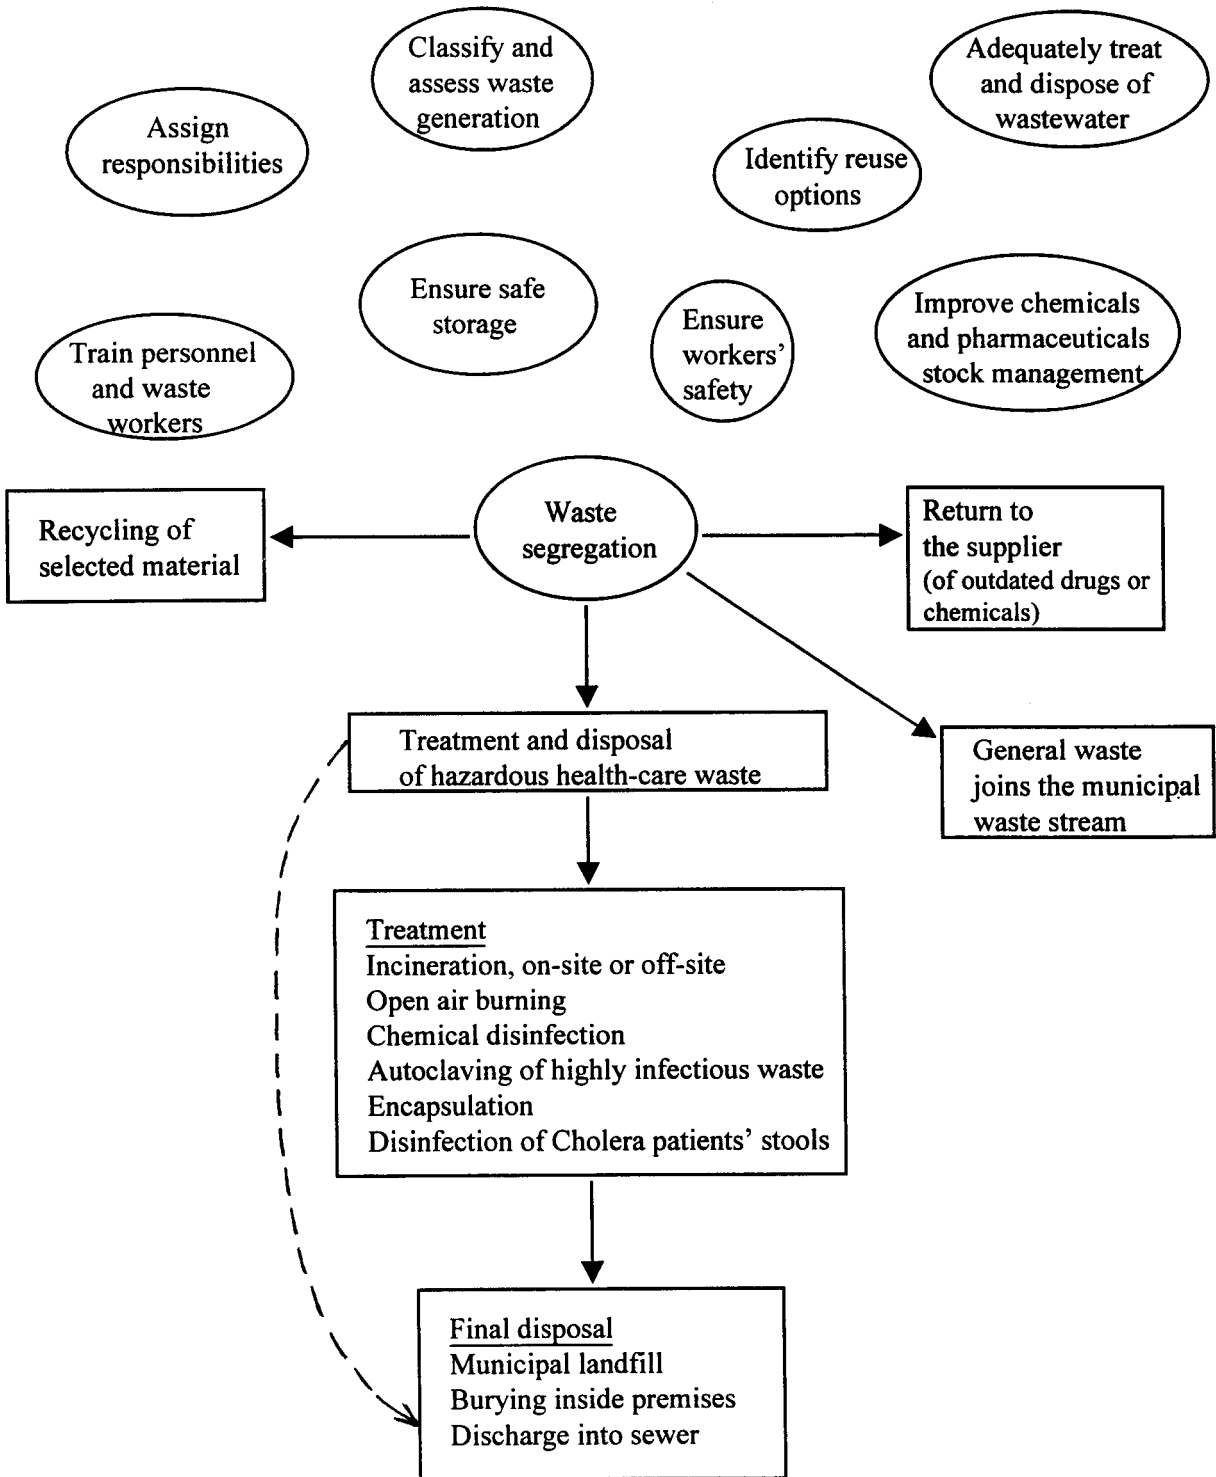 Classify and
assess waste
generation
Adequately treat
and dispose of
wastewater
Assign
responsibilities
Identify reuse
options
Ensure safe
storage
Ensure
workers’
safety
Improve chemicals
and pharmaceuticals
stock management
Train personnel
and waste
workers
Waste
segregation
Recycling of
selected material
Return to
the supplier
(of outdated drugs or
chemicals)
Treatment and disposal
of hazardous health-care waste
General waste
joins the municipal
waste stream
Treatment
Incineration, on-site or off-site
Open air burning
Chemical disinfection
Autoclaving of highly infectious waste
Encapsulation
Disinfection of Cholera patients’ stools
Final disposal
Municipal landfill
Burying inside premises
Discharge into sewer